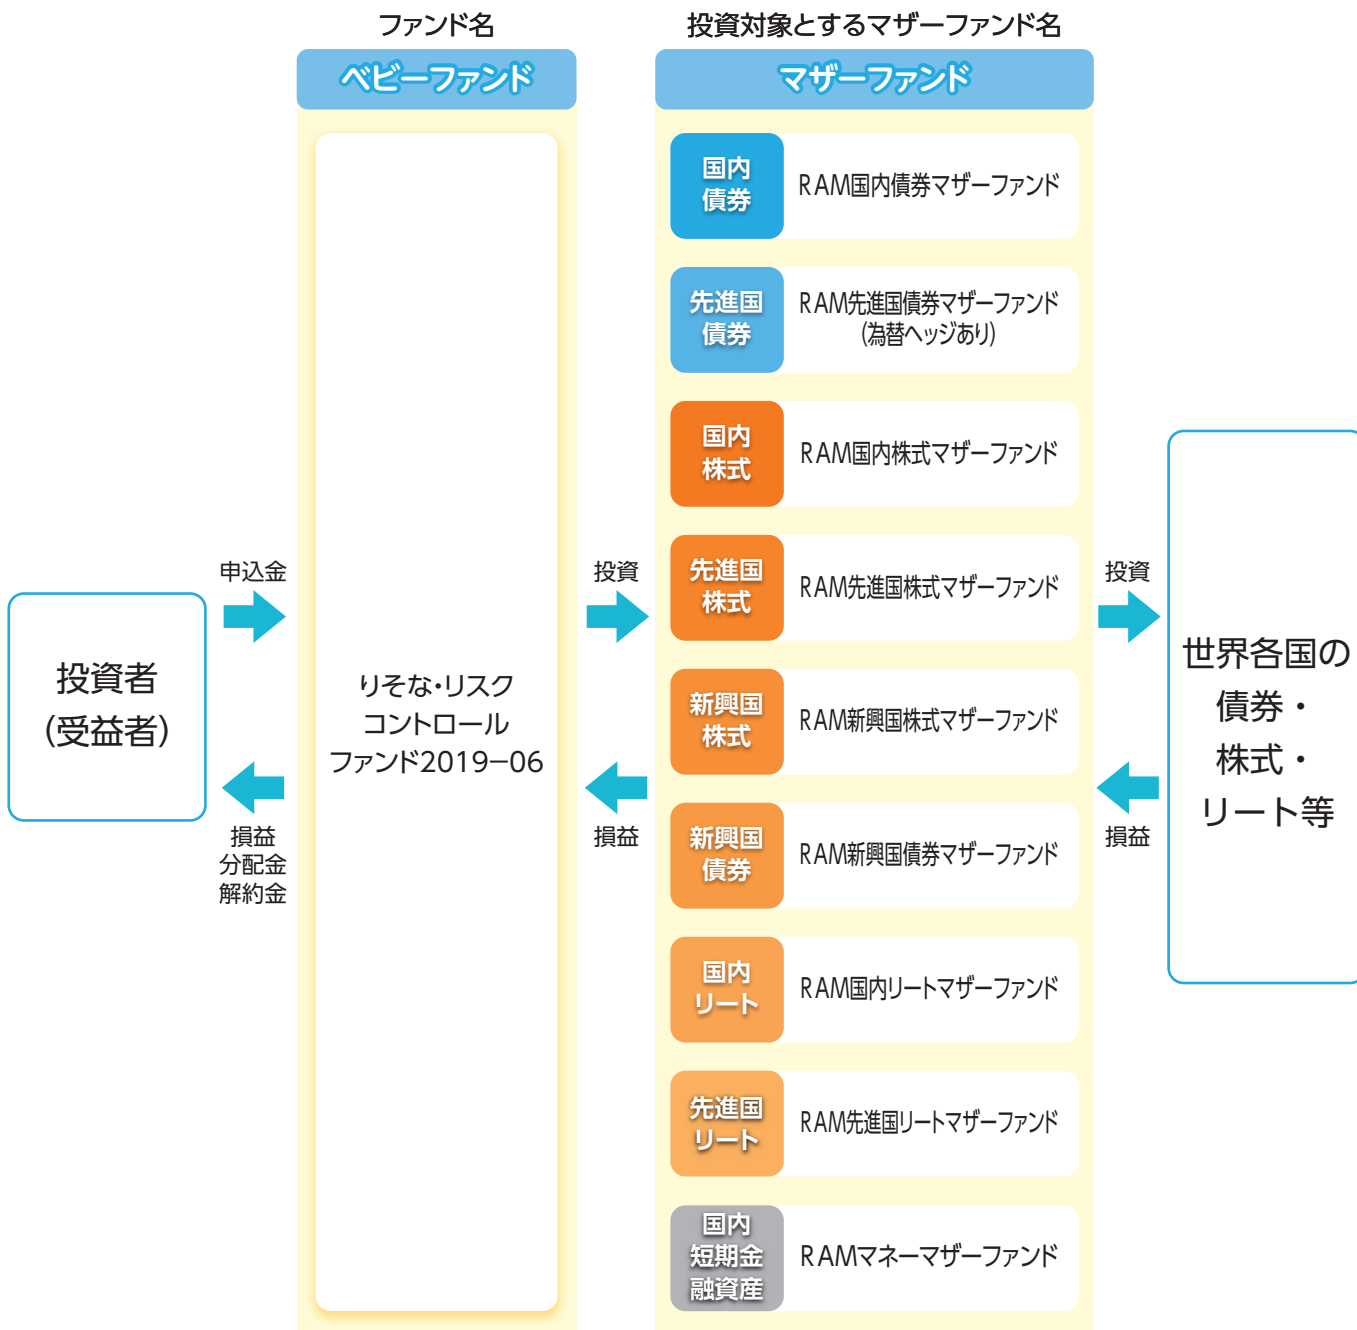 ファンド名
投資対象とするマザーファンド名
ベビーファンド
マザーファンド
投資者
(受益者)
申込金
損益
分配金
解約金
りそな・リスク
コントロール
ファンド2019−06
投資
損益
国内
債券
RAM国内債券マザーファンド
先進国
債券
RAM先進国債券マザーファンド
(為替ヘッジあり)
国内
株式
RAM国内株式マザーファンド
先進国
株式
RAM先進国株式マザーファンド
新興国
株式
RAM新興国株式マザーファンド
新興国
債券
RAM新興国債券マザーファンド
国内
リート
RAM国内リートマザーファンド
先進国
リート
RAM先進国リートマザーファンド
国内
短期金
融資産
RAMマネーマザーファンド
投資
損益
世界各国の
債券・
株式・
リート等